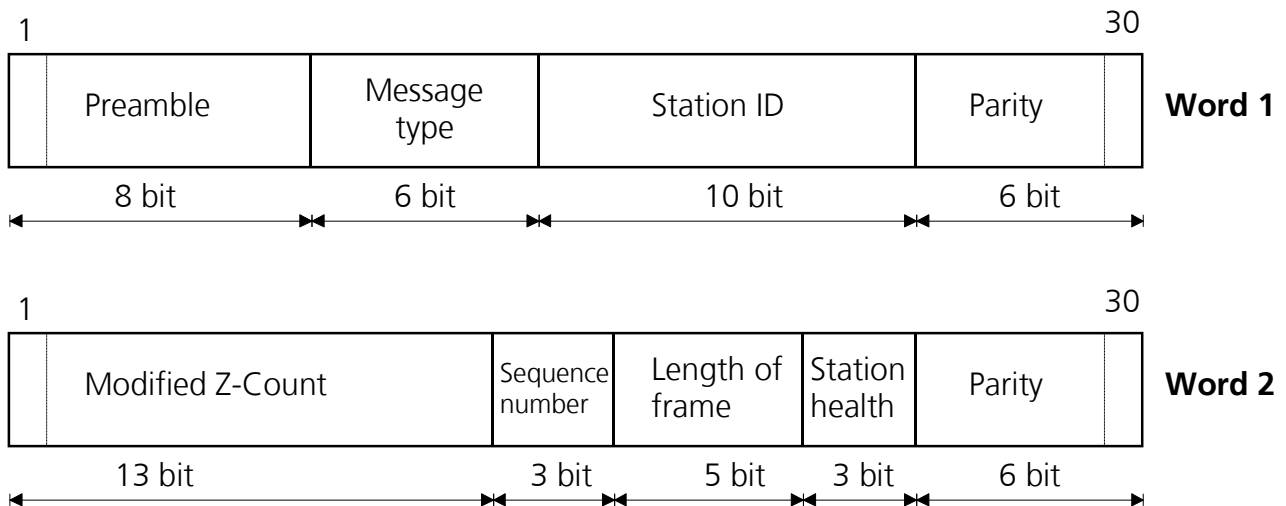 1
30
Preamble
Message
type
Station ID
Parity
Word 1
8 bit
6 bit
10 bit
6 bit
1
30
Modified Z-Count
Sequence
number
Length of
frame
Station
health
Parity
Word 2
13 bit
3 bit
5 bit
3 bit
6 bit